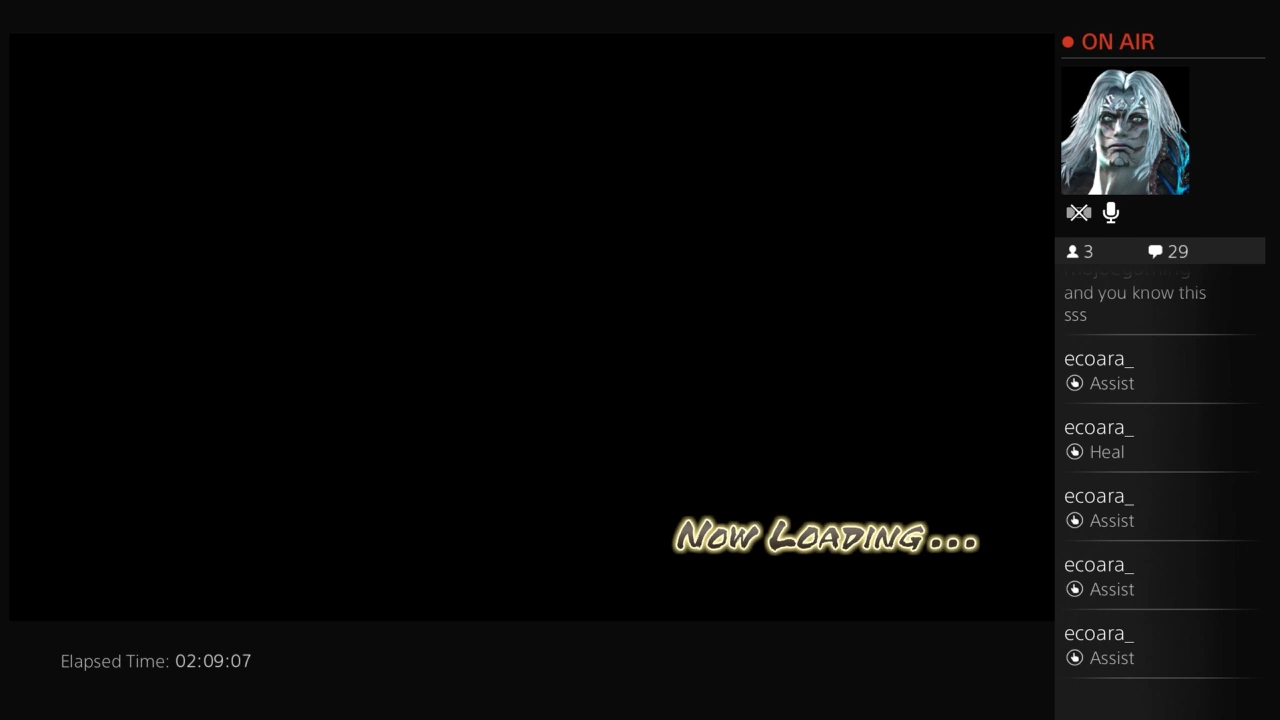 ON AIR
3 29
and you know this
sss
ecoara_
Assist
ecoara_
Heal
ecoara_
Assist
ecoara_
Assist
ecoara_
Assist
Now Loading...
Elapsed Time: 02:09:07